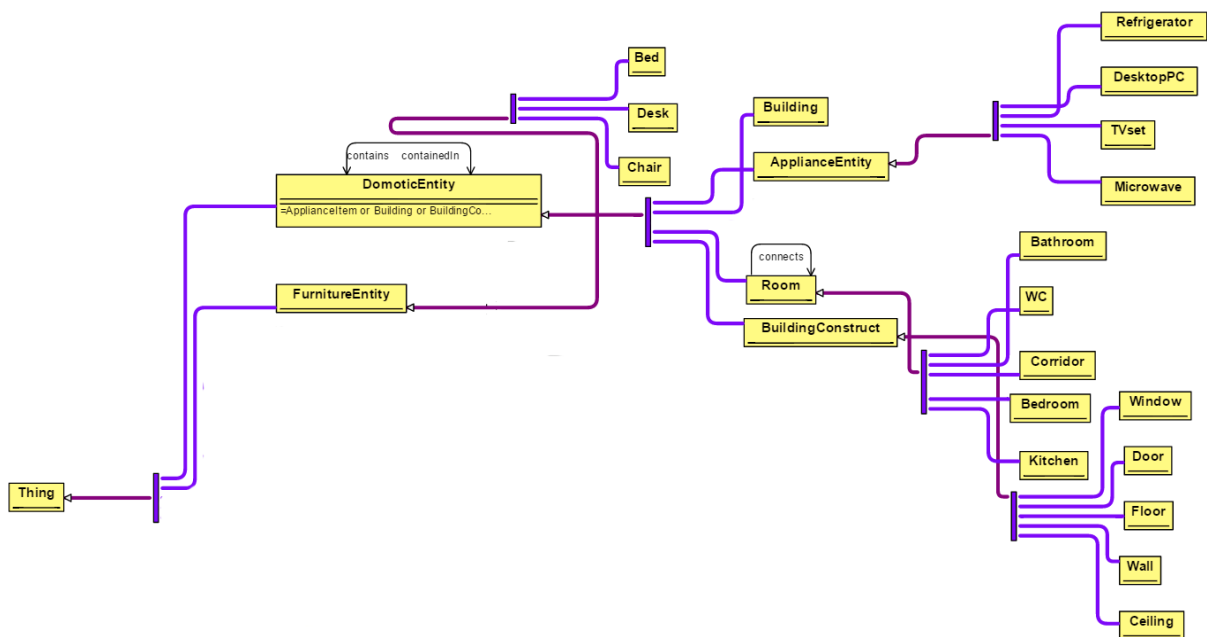 Refrigerator
Bed
DesktopPC
Building
Desk
TVset
contains containedIn
Chair
ApplianceEntity
DomoticEntity
Microwave
=ApplianceItem or Building or BuildingCo...
Bathroom
connects
Room
FurnitureEntity
WC
BuildingConstruct
Corridor
Window
Bedroom
Door
Kitchen
Thing
Floor
Wall
Ceiling